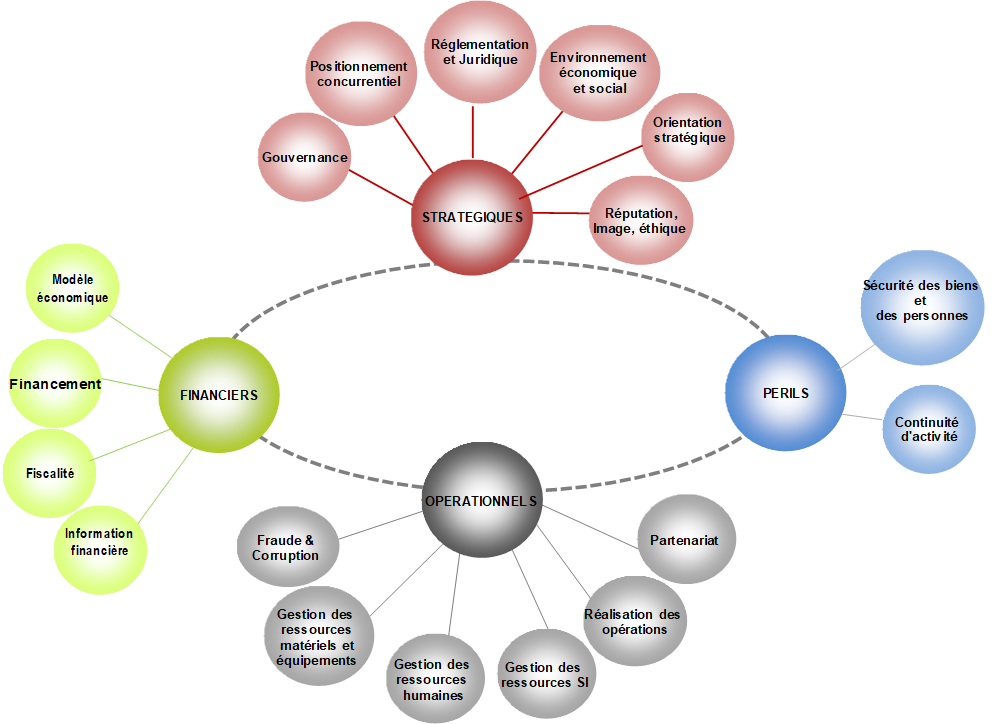 Réglementation
et Juridique
Positionnement
concurrentiel
Environnement
économique
et social
Gouvernance
Orientation
stratégique
STRATEGIQUES
Réputation,
Image, éthique
Modèle
économique
Financement
Fiscalité
Information
financière
FINANCIERS
Sécurité des biens
et
des personnes
PERILS
Continuité
d'activité
OPERATIONNELS
Fraude &
Corruption
Gestion des
ressources
matériels et
équipements
Gestion des
ressources
humaines
Gestion des
ressources SI
Réalisation des
opérations
Partenariat